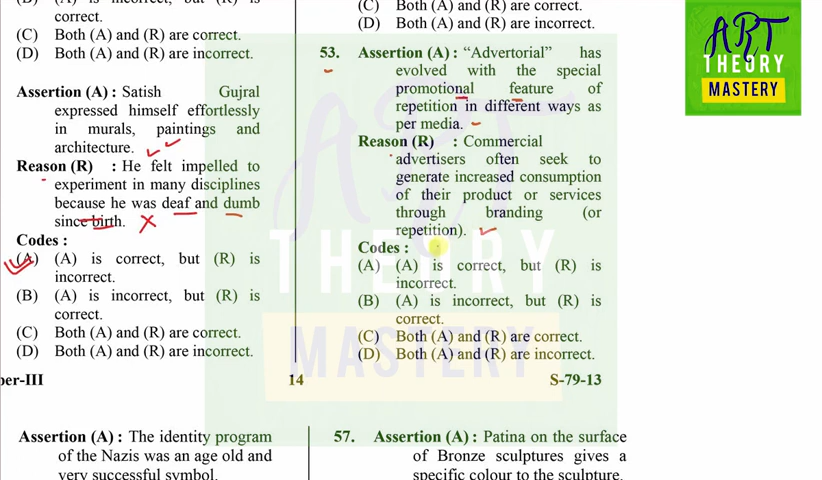 (B) (A) is incorrect, but (R) is
correct.
(C) Both (A) and (R) are correct.
(D) Both (A) and (R) are incorrect.
Assertion (A) : Satish Gujral
expressed himself effortlessly
in murals, paintings and
architecture.
Reason (R) : He felt impelled to
experiment in many disciplines
because he was deaf and dumb
since birth.
Codes :
(A) (A) is correct, but (R) is
incorrect.
(B) (A) is incorrect, but (R) is
correct.
(C) Both (A) and (R) are correct.
(D) Both (A) and (R) are incorrect.
(C) Both (A) and (R) are correct.
(D) Both (A) and (R) are incorrect.
53. Assertion (A) : “Advertorial” has
evolved with the special
promotional feature of
repetition in different ways as
per media.
Reason (R) : Commercial
advertisers often seek to
generate increased consumption
of their product or services
through branding (or
repetition).
Codes :
(A) (A) is correct, but (R) is
incorrect.
(B) (A) is incorrect, but (R) is
correct.
(C) Both (A) and (R) are correct.
(D) Both (A) and (R) are incorrect.
per-III 14 S-79-13
Assertion (A) : The identity program
of the Nazis was an age old and
very successful symbol.
57. Assertion (A) : Patina on the surface
of Bronze sculptures gives a
specific colour to the sculpture.
ART
THEORY
MASTERY
ART
THEORY
MASTERY